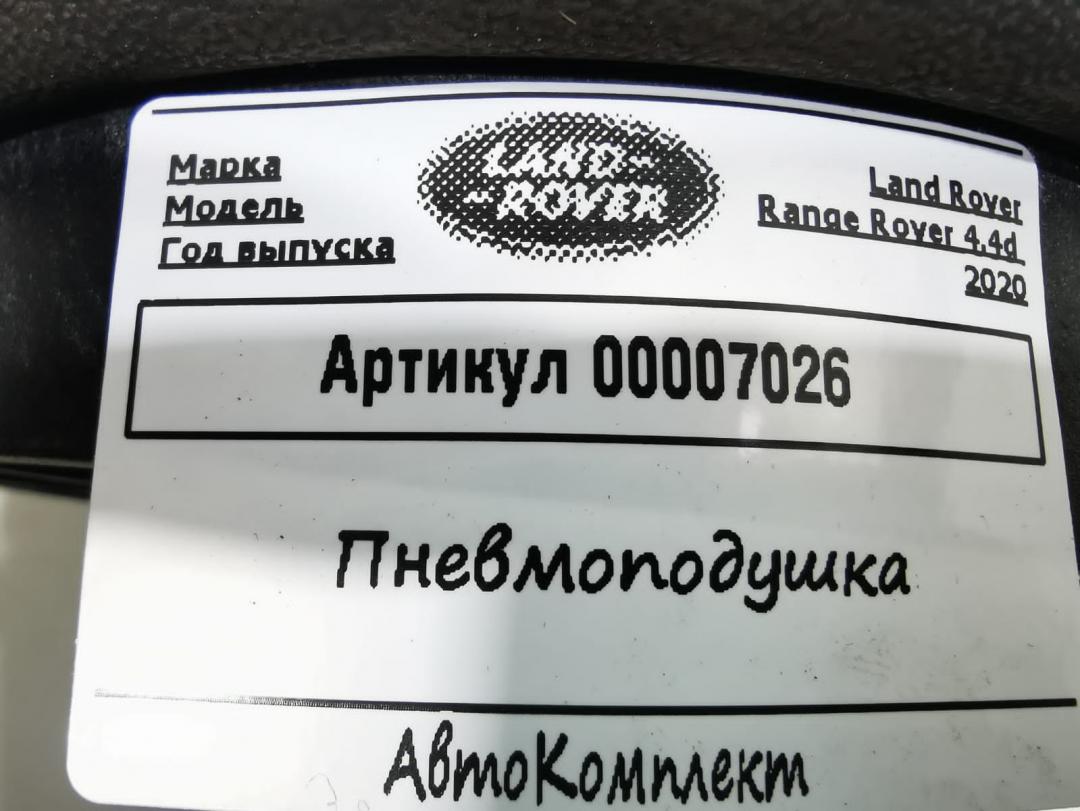 LAND-
-ROVER
Марка Land Rover
Модель Range Rover 4.4d
Год выпуска 2020
Артикул 00007026
Пневмоподушка
АвтоКомплект